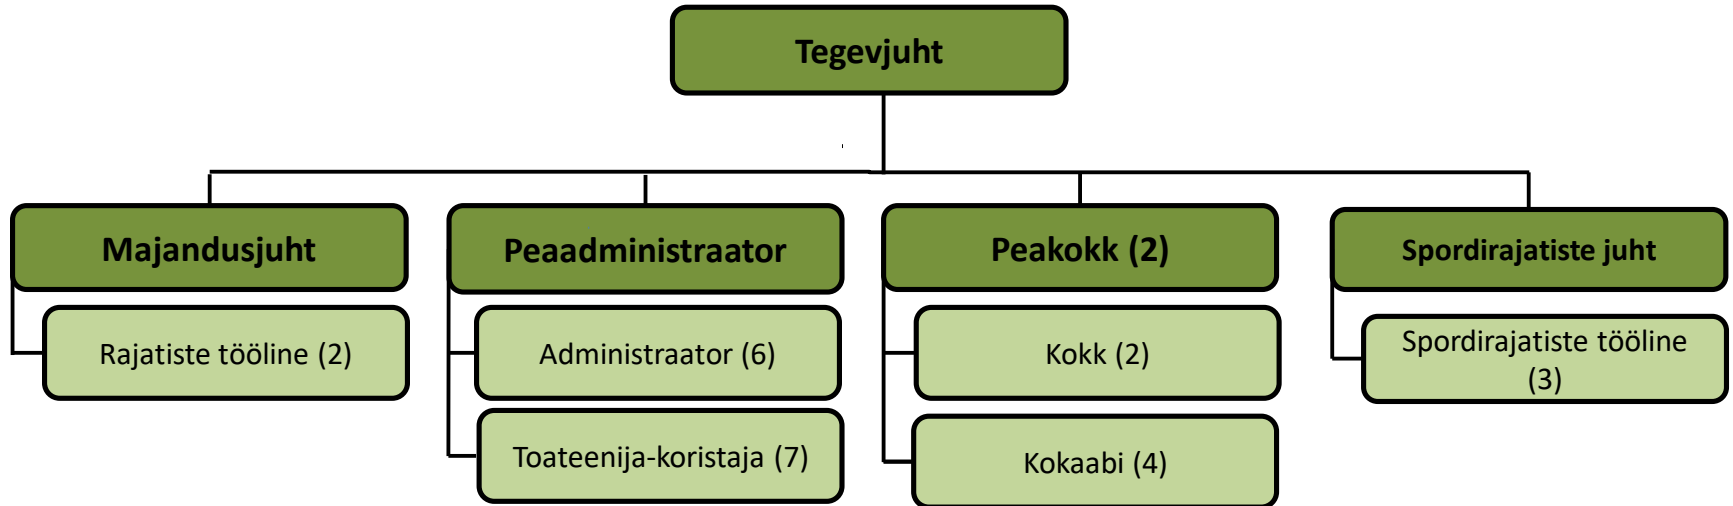 Tegevjuht
Majandusjuht
Rajatiste tööline (2)
Peaadministraator
Administraator (6)
Toateenija-koristaja (7)
Peakokk (2)
Kokk (2)
Kokaabi (4)
Spordirajatiste juht
Spordirajatiste tööline
(3)